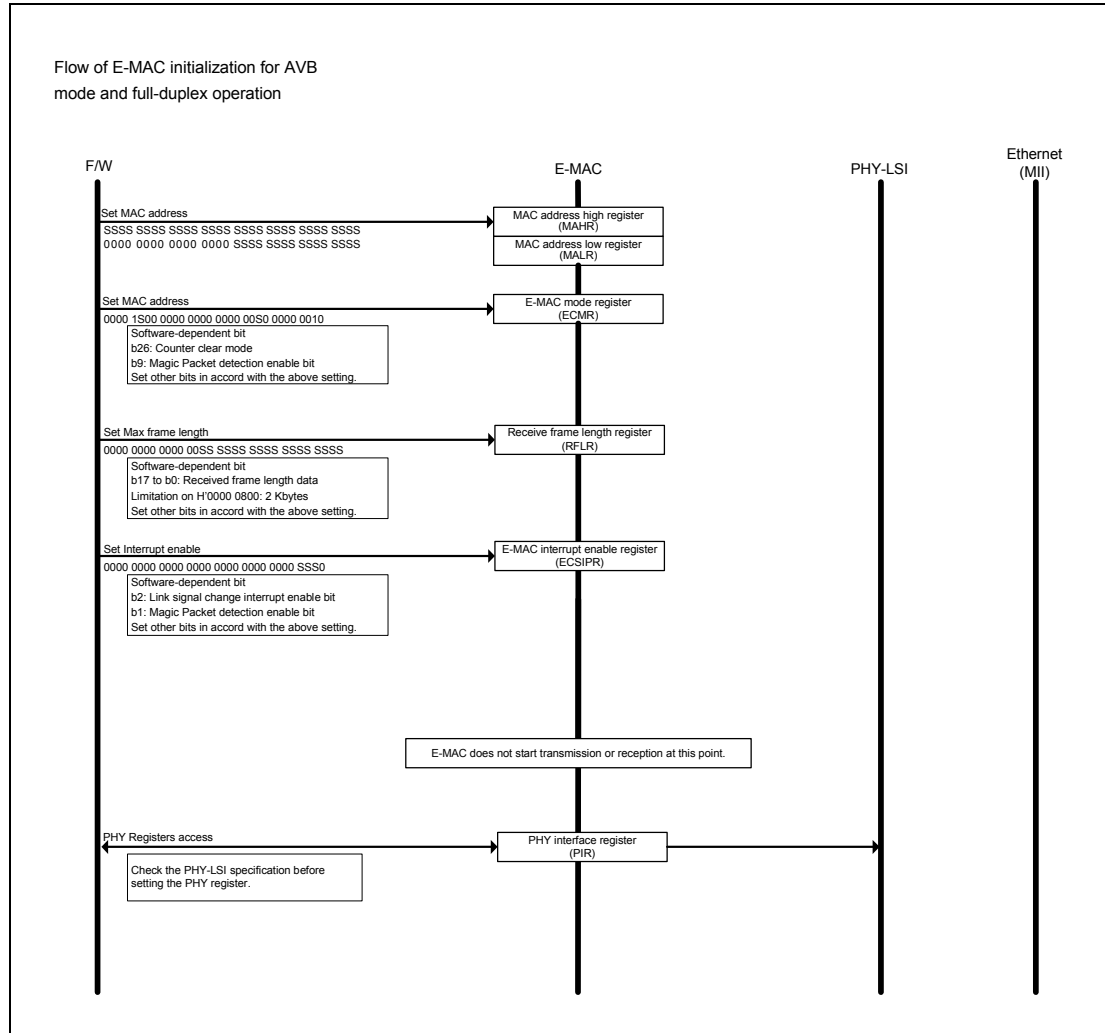 Flow of E-MAC initialization for AVB
mode and full-duplex operation
F/W
E-MAC
PHY-LSI
Ethernet
(MII)
Set MAC address
SSSS SSSS SSSS SSSS SSSS SSSS SSSS SSSS
0000 0000 0000 0000 SSSS SSSS SSSS SSSS
MAC address high register
(MAHR)
MAC address low register
(MALR)
Set MAC address
0000 1S00 0000 0000 0000 00S0 0000 0010
E-MAC mode register
(ECMR)
Software-dependent bit
b26: Counter clear mode
b9: Magic Packet detection enable bit
Set other bits in accord with the above setting.
Set Max frame length
0000 0000 0000 00SS SSSS SSSS SSSS SSSS
Receive frame length register
(RFLR)
Software-dependent bit
b17 to b0: Received frame length data
Limitation on H'0000 0800: 2 Kbytes
Set other bits in accord with the above setting.
Set Interrupt enable
0000 0000 0000 0000 0000 0000 0000 SSS0
E-MAC interrupt enable register
(ECSIPR)
Software-dependent bit
b2: Link signal change interrupt enable bit
b1: Magic Packet detection enable bit
Set other bits in accord with the above setting.
E-MAC does not start transmission or reception at this point.
PHY Registers access
PHY interface register
(PIR)
Check the PHY-LSI specification before
setting the PHY register.